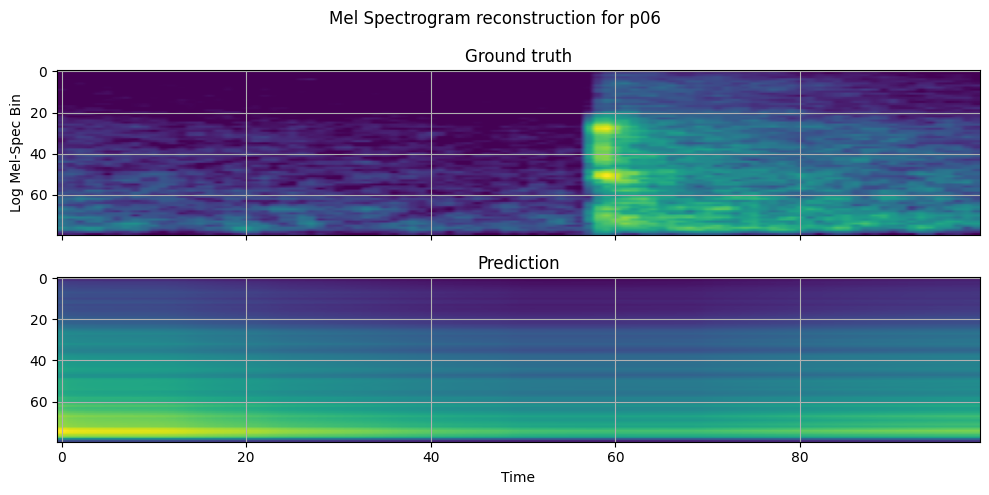 Mel Spectrogram reconstruction for p06
Ground truth
0
20
40
60
Log Mel-Spec Bin
Prediction
0
20
40
60
0 20 40 60 80
Time